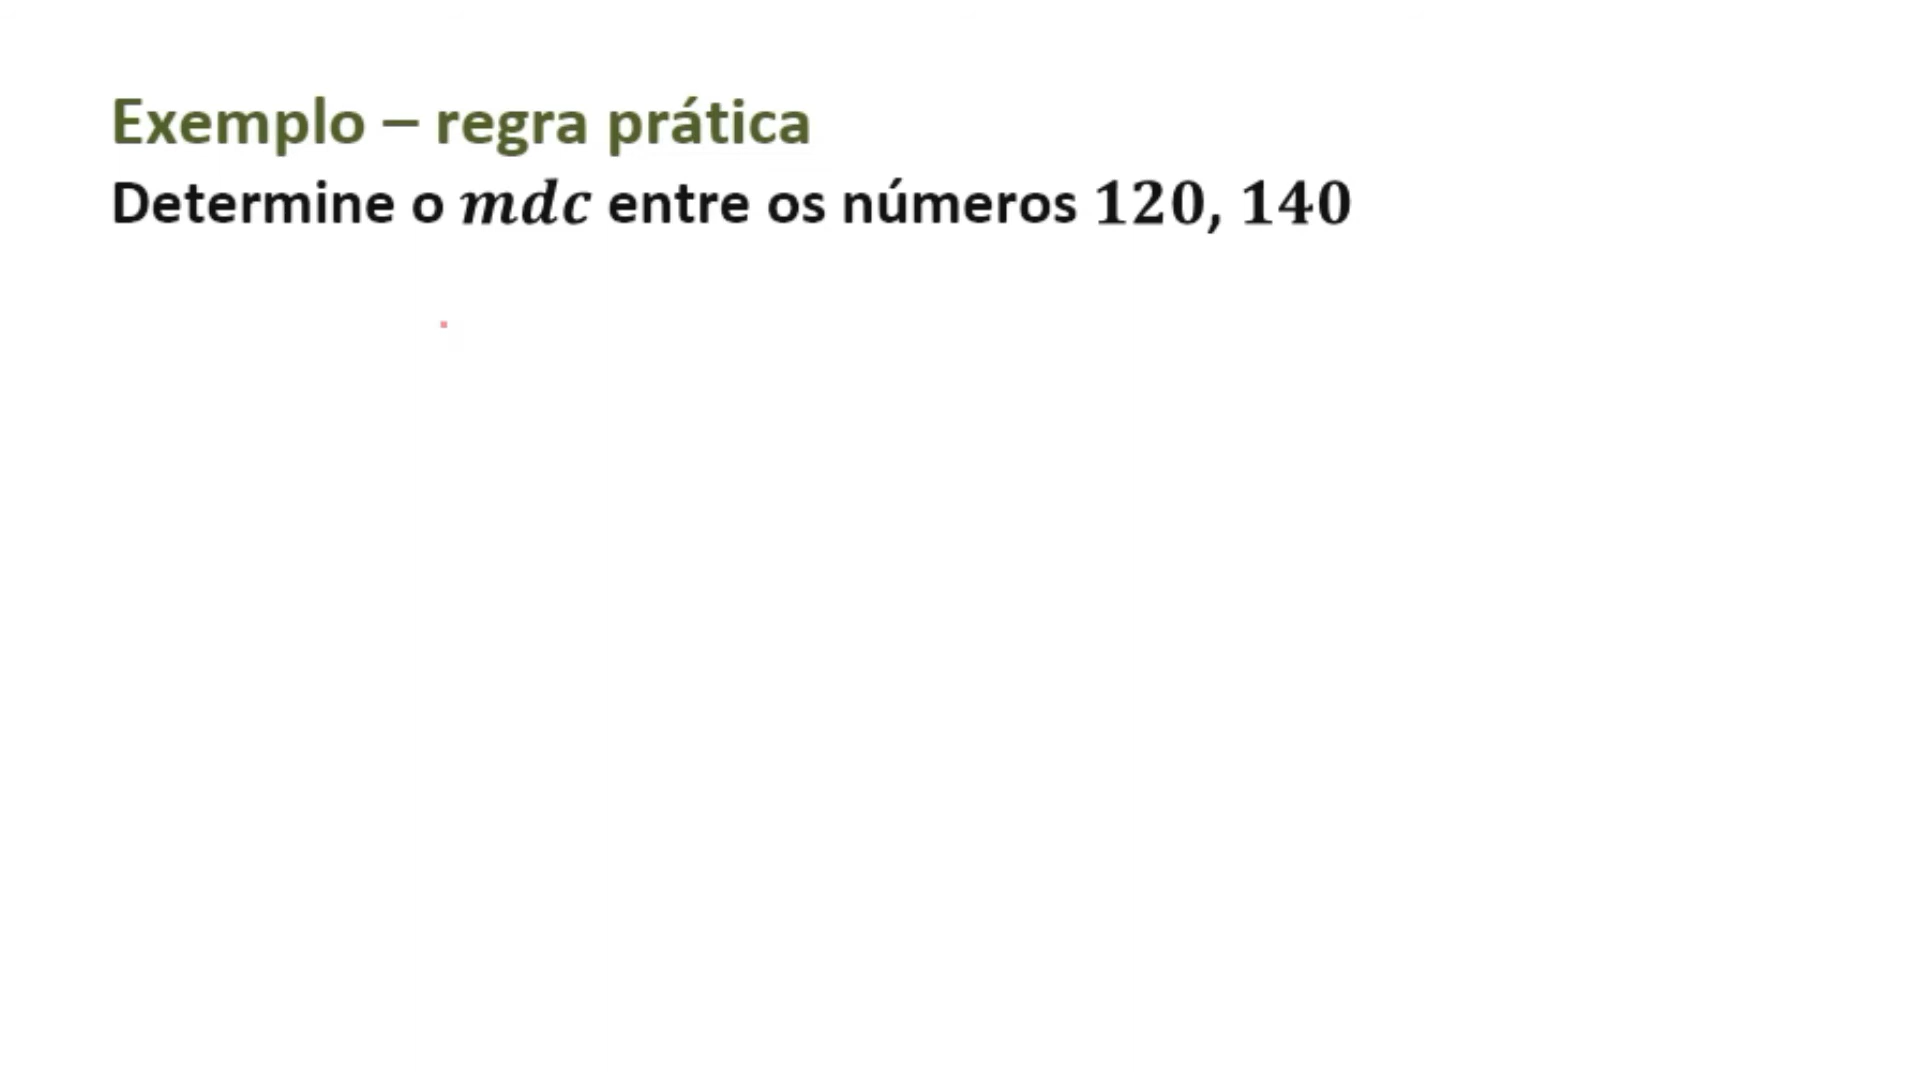 Exemplo – regra prática
Determine o mdc entre os números 120, 140